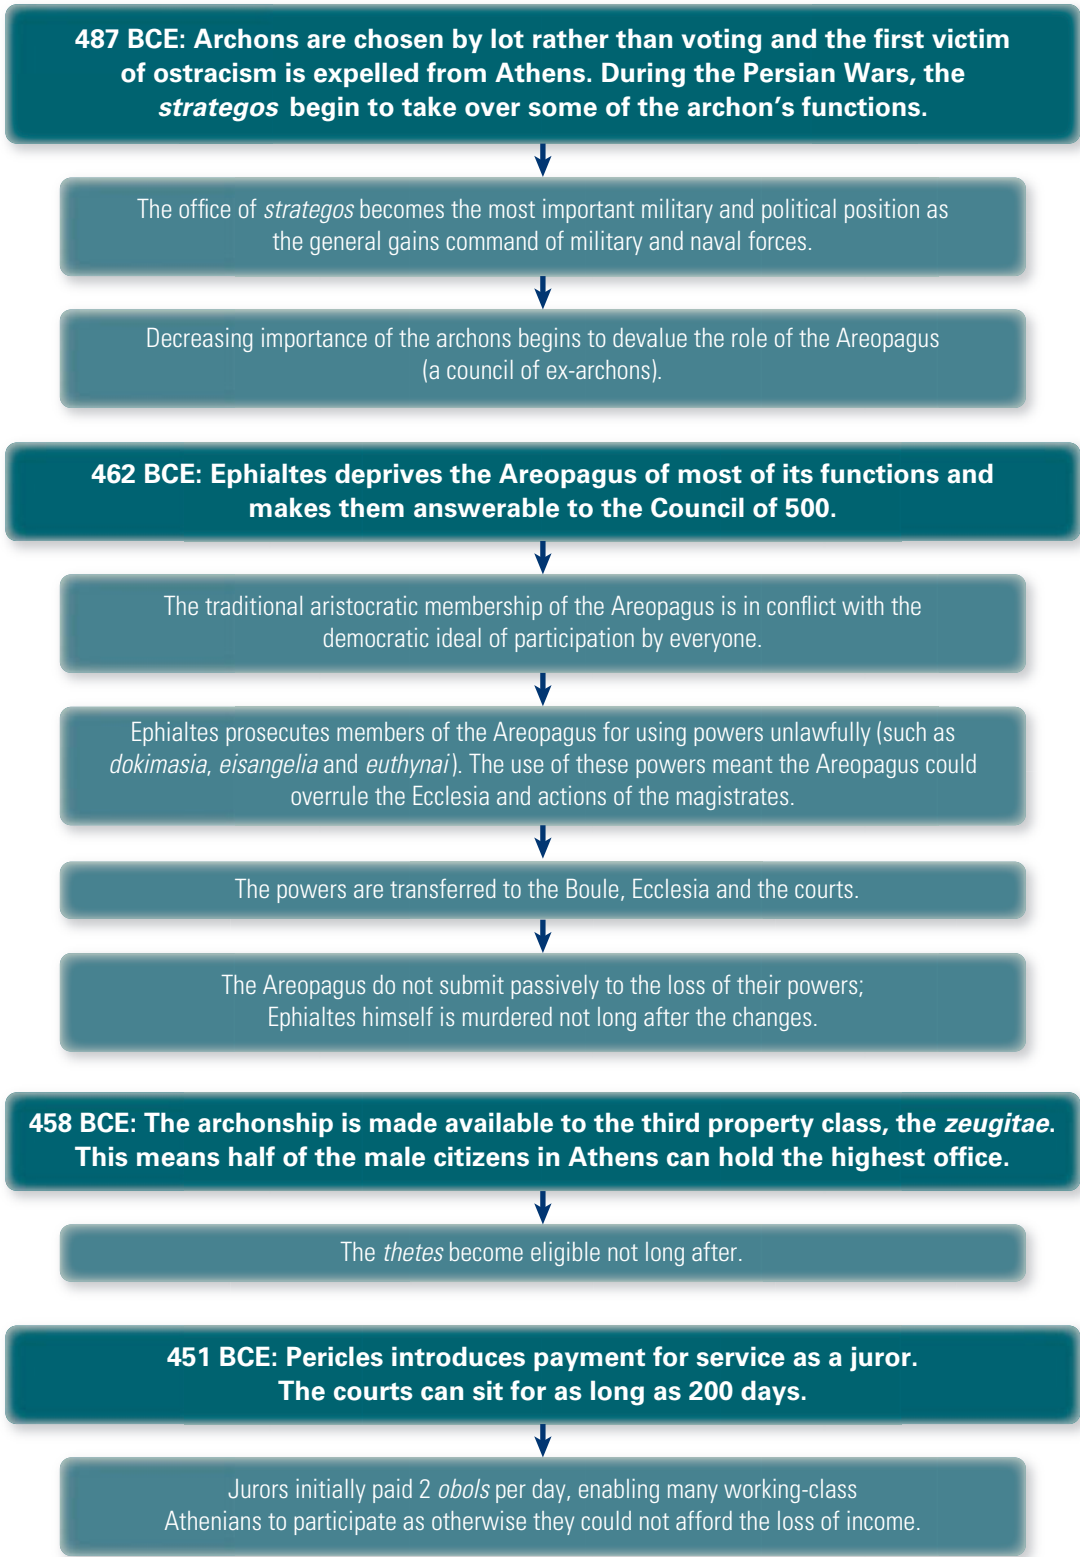 487 BCE: Archons are chosen by lot rather than voting and the first victim
of ostracism is expelled from Athens. During the Persian Wars, the
strategos begin to take over some of the archon's functions.
The office of strategos becomes the most important military and political position as
the general gains command of military and naval forces.
Decreasing importance of the archons begins to devalue the role of the Areopagus
(a council of ex-archons).
462 BCE: Ephialtes deprives the Areopagus of most of its functions and
makes them answerable to the Council of 500.
The traditional aristocratic membership of the Areopagus is in conflict with the
democratic ideal of participation by everyone.
Ephialtes prosecutes members of the Areopagus for using powers unlawfully (such as
dokimasia, eisangelia and euthynai). The use of these powers meant the Areopagus could
overrule the Ecclesia and actions of the magistrates.
The powers are transferred to the Boule, Ecclesia and the courts.
The Areopagus do not submit passively to the loss of their powers;
Ephialtes himself is murdered not long after the changes.
458 BCE: The archonship is made available to the third property class, the zeugitae.
This means half of the male citizens in Athens can hold the highest office.
The thetes become eligible not long after.
451 BCE: Pericles introduces payment for service as a juror.
The courts can sit for as long as 200 days.
Jurors initially paid 2 obols per day, enabling many working-class
Athenians to participate as otherwise they could not afford the loss of income.